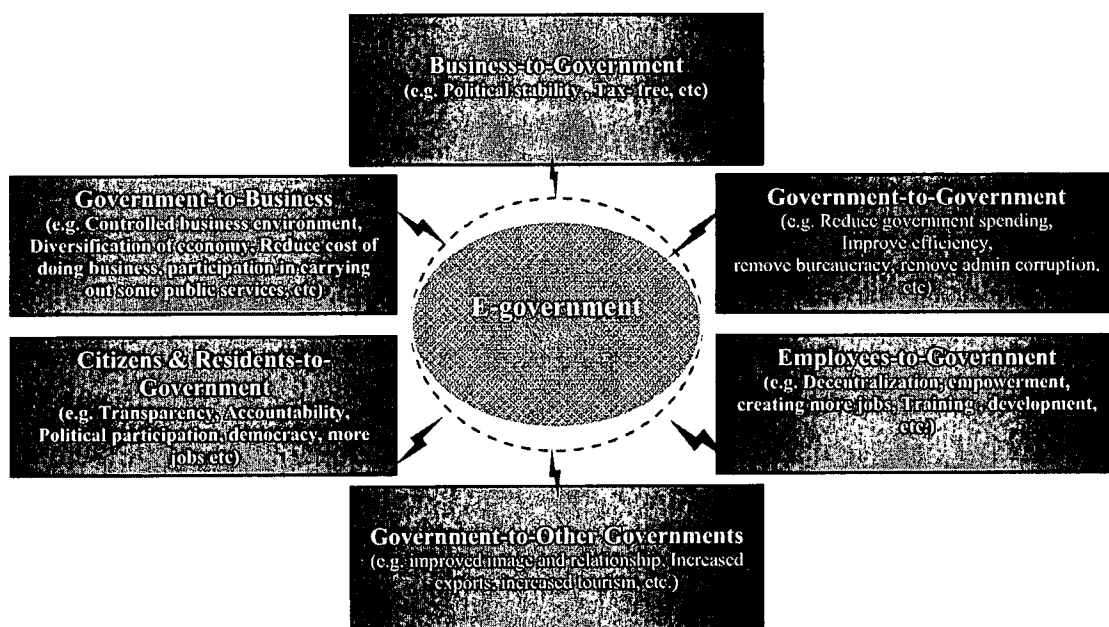 Business-to-Government
(e.g. Political stability , Tax- free, etc)
Government-to-Business
(e.g. Controlled business environment,
Diversification of economy, Reduce cost of
doing business, participation in carrying
out some public services, etc)
Government-to-Government
(e.g. Reduce government spending,
Improve efficiency,
remove bureaucracy, remove admin corruption,
etc)
E-government
Citizens & Residents-to-
Government
(e.g. Transparency, Accountability,
Political participation, democracy, more
jobs etc)
Employees-to-Government
(e.g. Decentralization, empowerment,
creating more jobs, Training , development,
etc.)
Government-to-Other Governments
(e.g. improved image and relationship, Increased
exports, increased tourism, etc.)